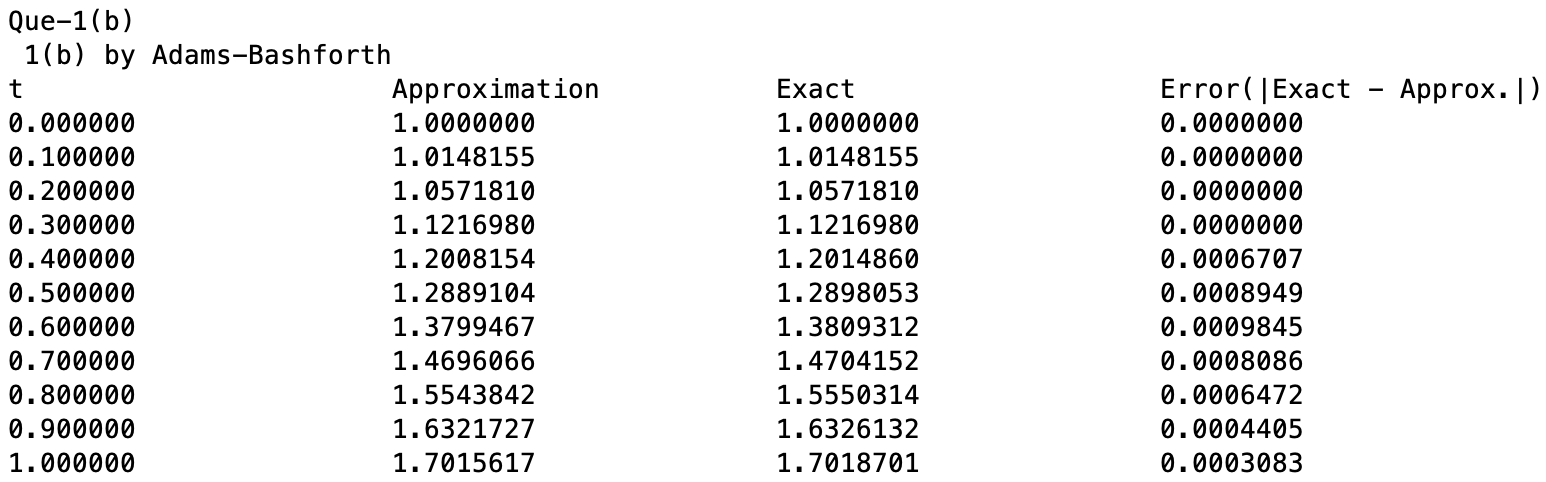 Que-1(b)
1(b) by Adams-Bashforth
t Approximation Exact Error(|Exact - Approx.|)
0.000000 1.0000000 1.0000000 0.0000000
0.100000 1.0148155 1.0148155 0.0000000
0.200000 1.0571810 1.0571810 0.0000000
0.300000 1.1216980 1.1216980 0.0000000
0.400000 1.2008154 1.2014860 0.0006707
0.500000 1.2889104 1.2898053 0.0008949
0.600000 1.3799467 1.3809312 0.0009845
0.700000 1.4696066 1.4704152 0.0008086
0.800000 1.5543842 1.5550314 0.0006472
0.900000 1.6321727 1.6326132 0.0004405
1.000000 1.7015617 1.7018701 0.0003083